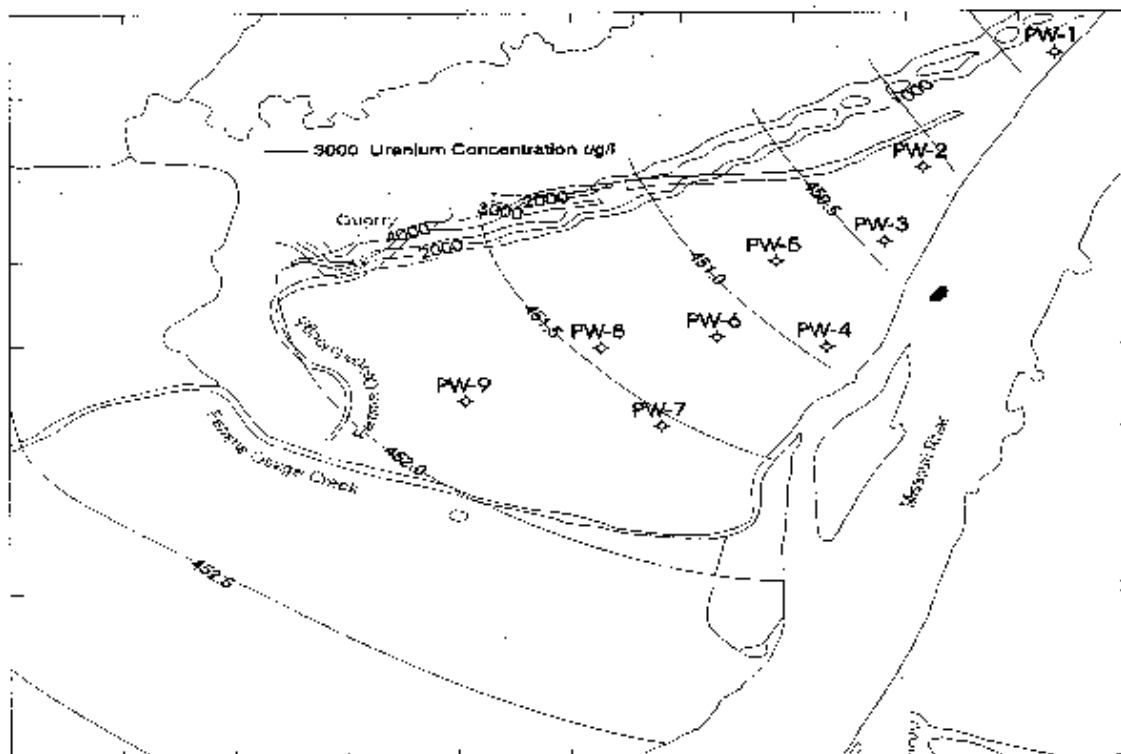 PW-1
1000
3000 Uranium Concentration ug/l
PW-2
3000 2000
Quarry
4000
2000
450.5
PW-3
PW-5
451.0
461.5
PW-8
PW-6
PW-4
PW-9
PW-7
452.0
Femme Osage Creek
Missouri River
452.5